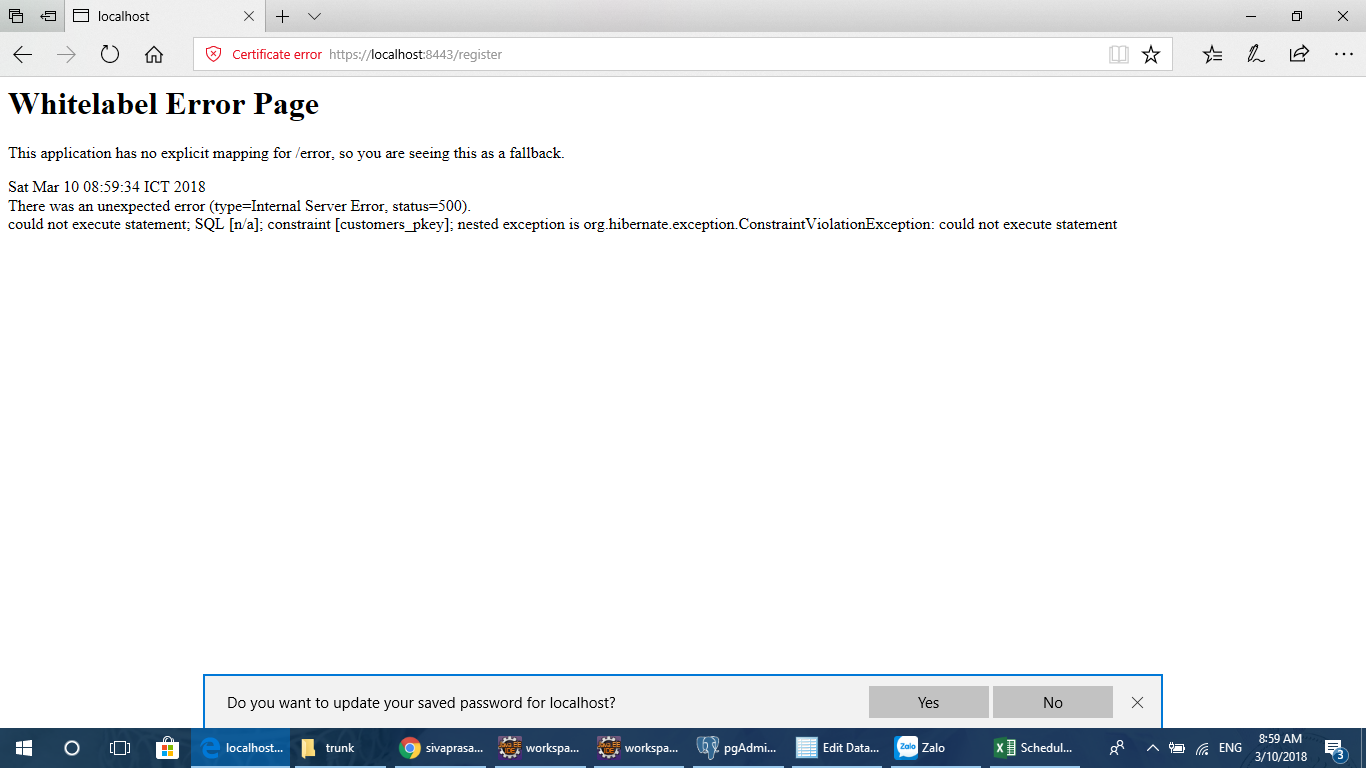 localhost
Certificate error https://localhost:8443/register
Whitelabel Error Page
This application has no explicit mapping for /error, so you are seeing this as a fallback.
Sat Mar 10 08:59:34 ICT 2018
There was an unexpected error (type=Internal Server Error, status=500).
could not execute statement; SQL [n/a]; constraint [customers_pkey]; nested exception is org.hibernate.exception.ConstraintViolationException: could not execute statement
Do you want to update your saved password for localhost? Yes No
localhost... trunk sivaprasa... workspa... workspa... pgAdmi... Edit Data... Zalo Zalo Schedul... ENG 8:59 AM
3/10/2018 3